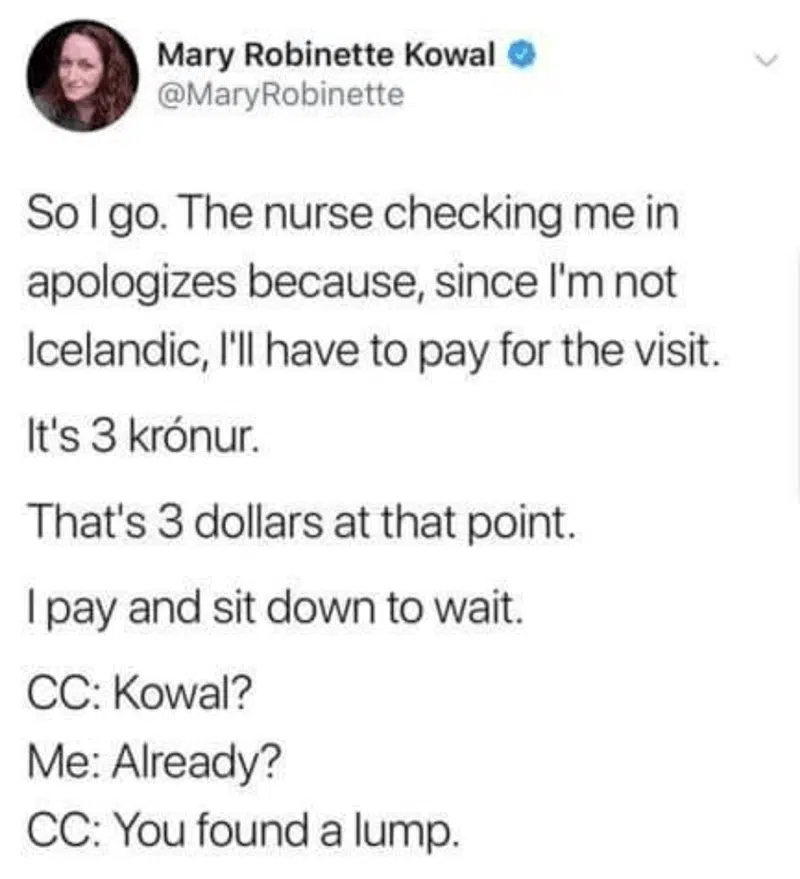 Mary Robinette Kowal
@MaryRobinette
So I go. The nurse checking me in
apologizes because, since I'm not
Icelandic, I'll have to pay for the visit.
It's 3 krónur.
That's 3 dollars at that point.
I pay and sit down to wait.
CC: Kowal?
Me: Already?
CC: You found a lump.